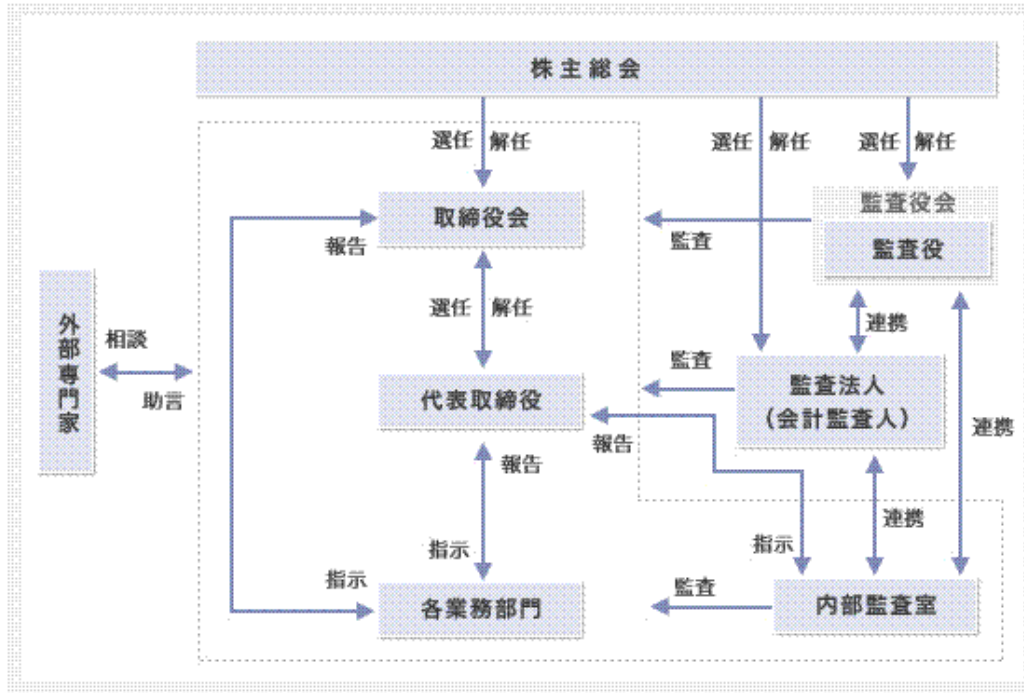 株主総会
選任 解任
選任 解任
選任 解任
取締役会
監査役会
監査役
報告
監査
外部専門家
相談
助言
選任 解任
連携
代表取締役
監査
監査法人
(会計監査人)
報告
連携
報告
指示
連携
指示
指示
各業務部門
監査
内部監査室